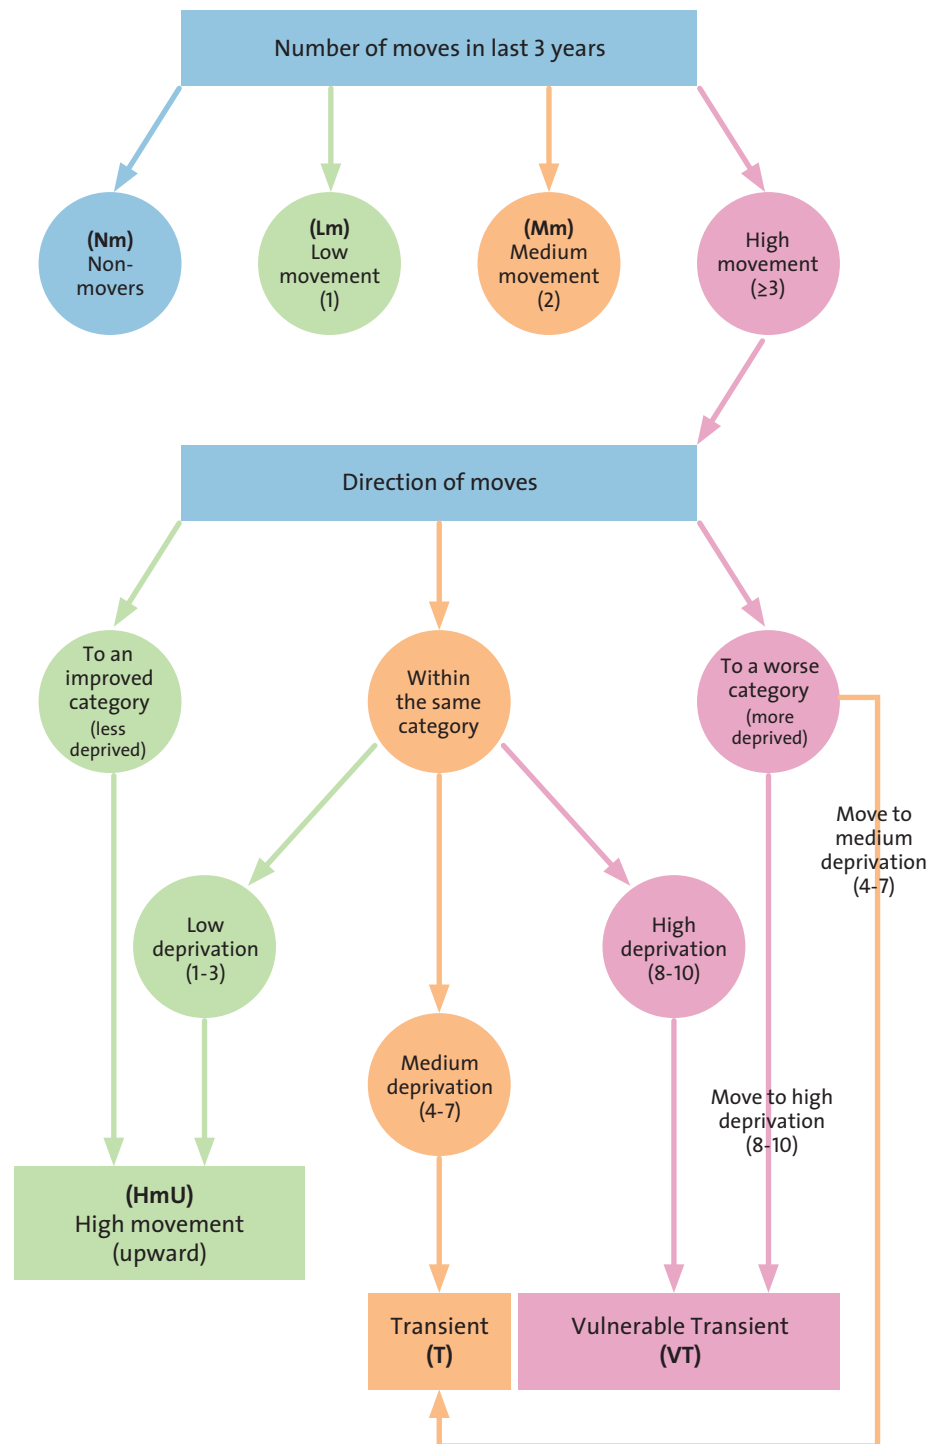 Number of moves in last 3 years
(Nm)
Non-
movers
(Lm)
Low
movement
(1)
(Mm)
Medium
movement
(2)
High
movement
(≥3)
Direction of moves
To an
improved
category
(less
deprived)
Within
the same
category
To a worse
category
(more
deprived)
Move to
medium
deprivation
(4-7)
Low
deprivation
(1-3)
High
deprivation
(8-10)
Medium
deprivation
(4-7)
Move to high
deprivation
(8-10)
(HmU)
High movement
(upward)
Transient
(T)
Vulnerable Transient
(VT)